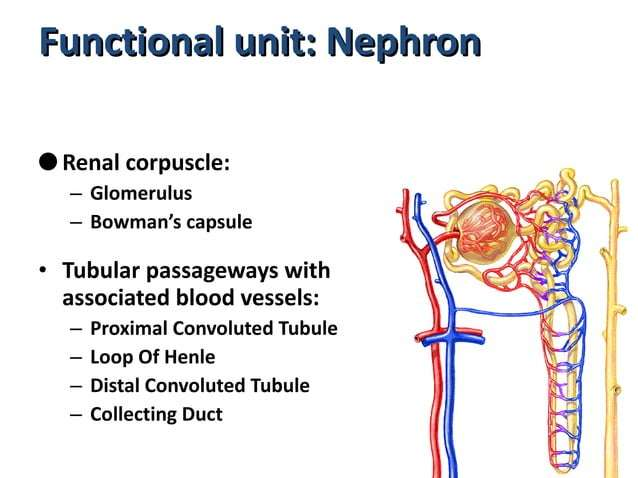 Functional unit: Nephron
● Renal corpuscle:
– Glomerulus
– Bowman’s capsule
• Tubular passageways with
associated blood vessels:
– Proximal Convoluted Tubule
– Loop Of Henle
– Distal Convoluted Tubule
– Collecting Duct